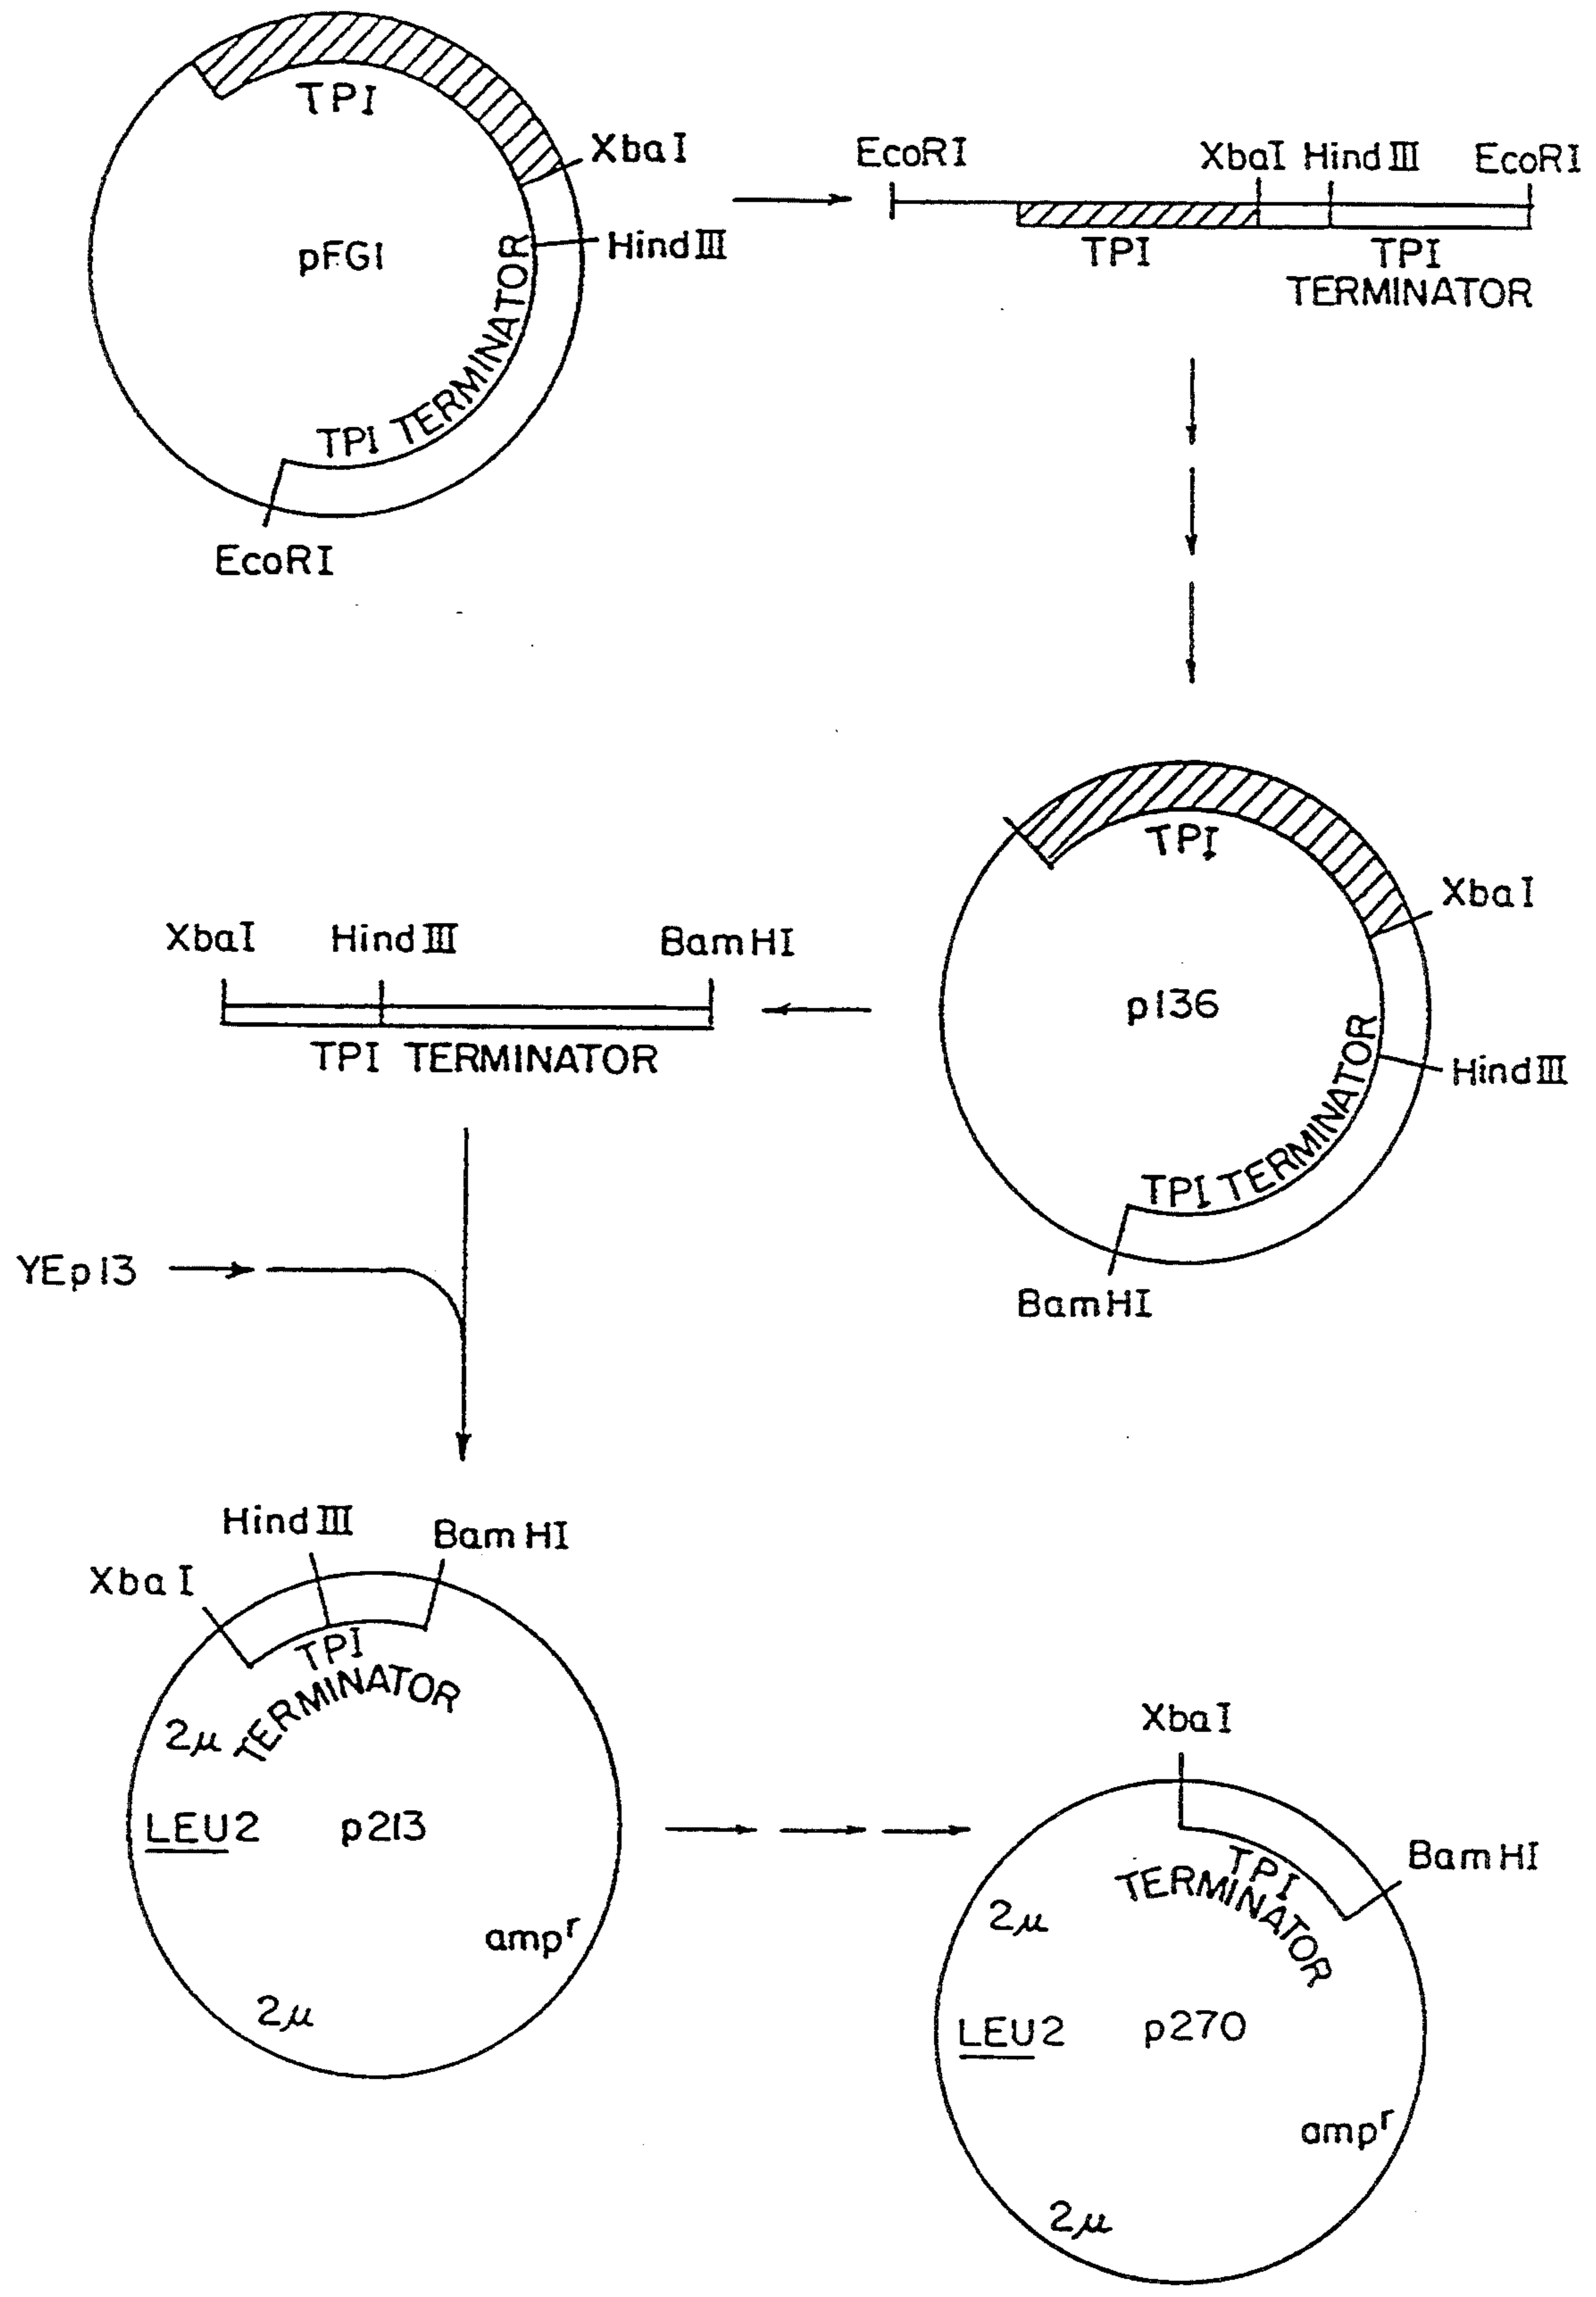 TPI
XbaI
HindIII
pFG1
TPI TERMINATOR
EcoRI
EcoRI
XbaI HindIII EcoRI
TPI TPI
TERMINATOR
TPI
XbaI
p136
HindIII
TPI TERMINATOR
BamHI
XbaI HindIII BamHI
TPI TERMINATOR
YEp13
HindIII
BamHI
XbaI
TPI
TERMINATOR
2μ
LEU2 p213
ampr
2μ
XbaI
BamHI
TPI
TERMINATOR
2μ
LEU2 p270
ampr
2μ